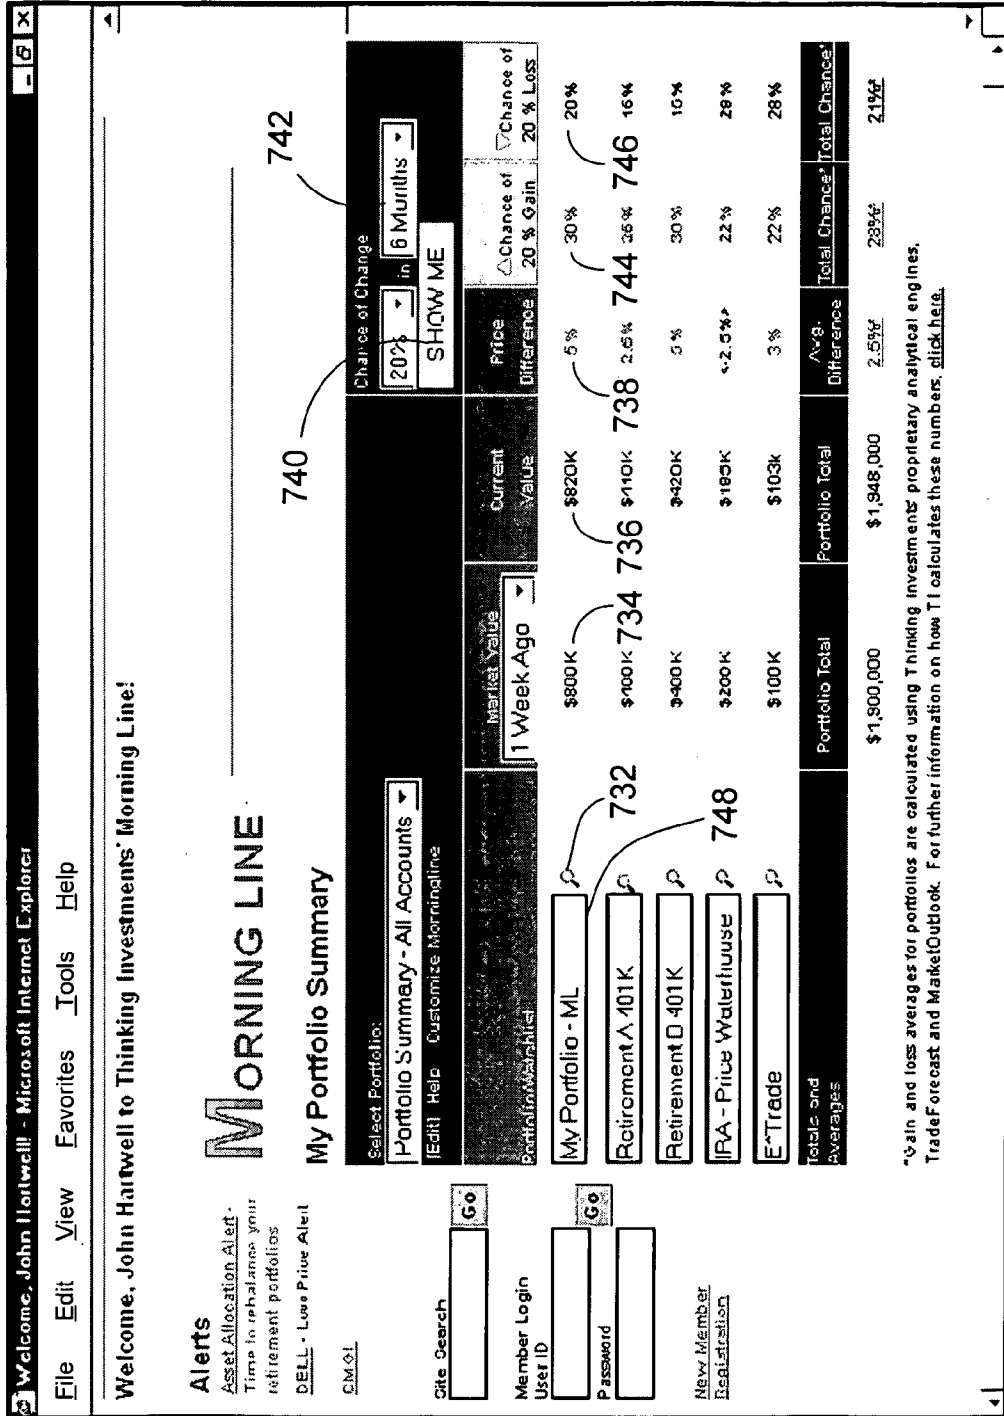 Welcome, John Hartwell! - Microsoft Internet Explorer
File Edit View Favorites Tools Help
Welcome, John Hartwell to Thinking Investments' Morning Line!
Alerts
Asset Allocation Alert -
Time to rebalance your
retirement portfolios
DELL - Low Price Alert
Site Search
Go
Member Login
User ID
Go
Password
New Member
Registration
MORNING LINE
My Portfolio Summary
740
742
Select Portfolio:
Portfolio Summary - All Accounts
[Edit] Help Customize Morningline
Chance of Change
20% in 6 Months
SHOW ME
Portfolio/Watchlist
Market Value
1 Week Ago
Current Value
Price Difference
△Chance of 20 % Gain
▽Chance of 20 % Loss
My Portfolio - ML $800K $820K 5% 30% 20%
732 734 736 738 744 746
Retirement A 401K $100K $110K 2.5% 26% 16%
748
Retirement D 401K $400K $420K 5% 30% 16%
IRA - Price Waterhouse $200K $195K <-2.5%> 22% 28%
E*Trade $100K $103k 3% 22% 28%
Totals and Averages Portfolio Total Portfolio Total Avg. Difference Total Chance* Total Chance*
$1,900,000 $1,948,000 2.5%* 28%* 21%*
*Gain and loss averages for portfolios are calculated using Thinking Investments' proprietary analytical engines,
TradeForecast and MarketOutlook. For further information on how TI calculates these numbers, click here.